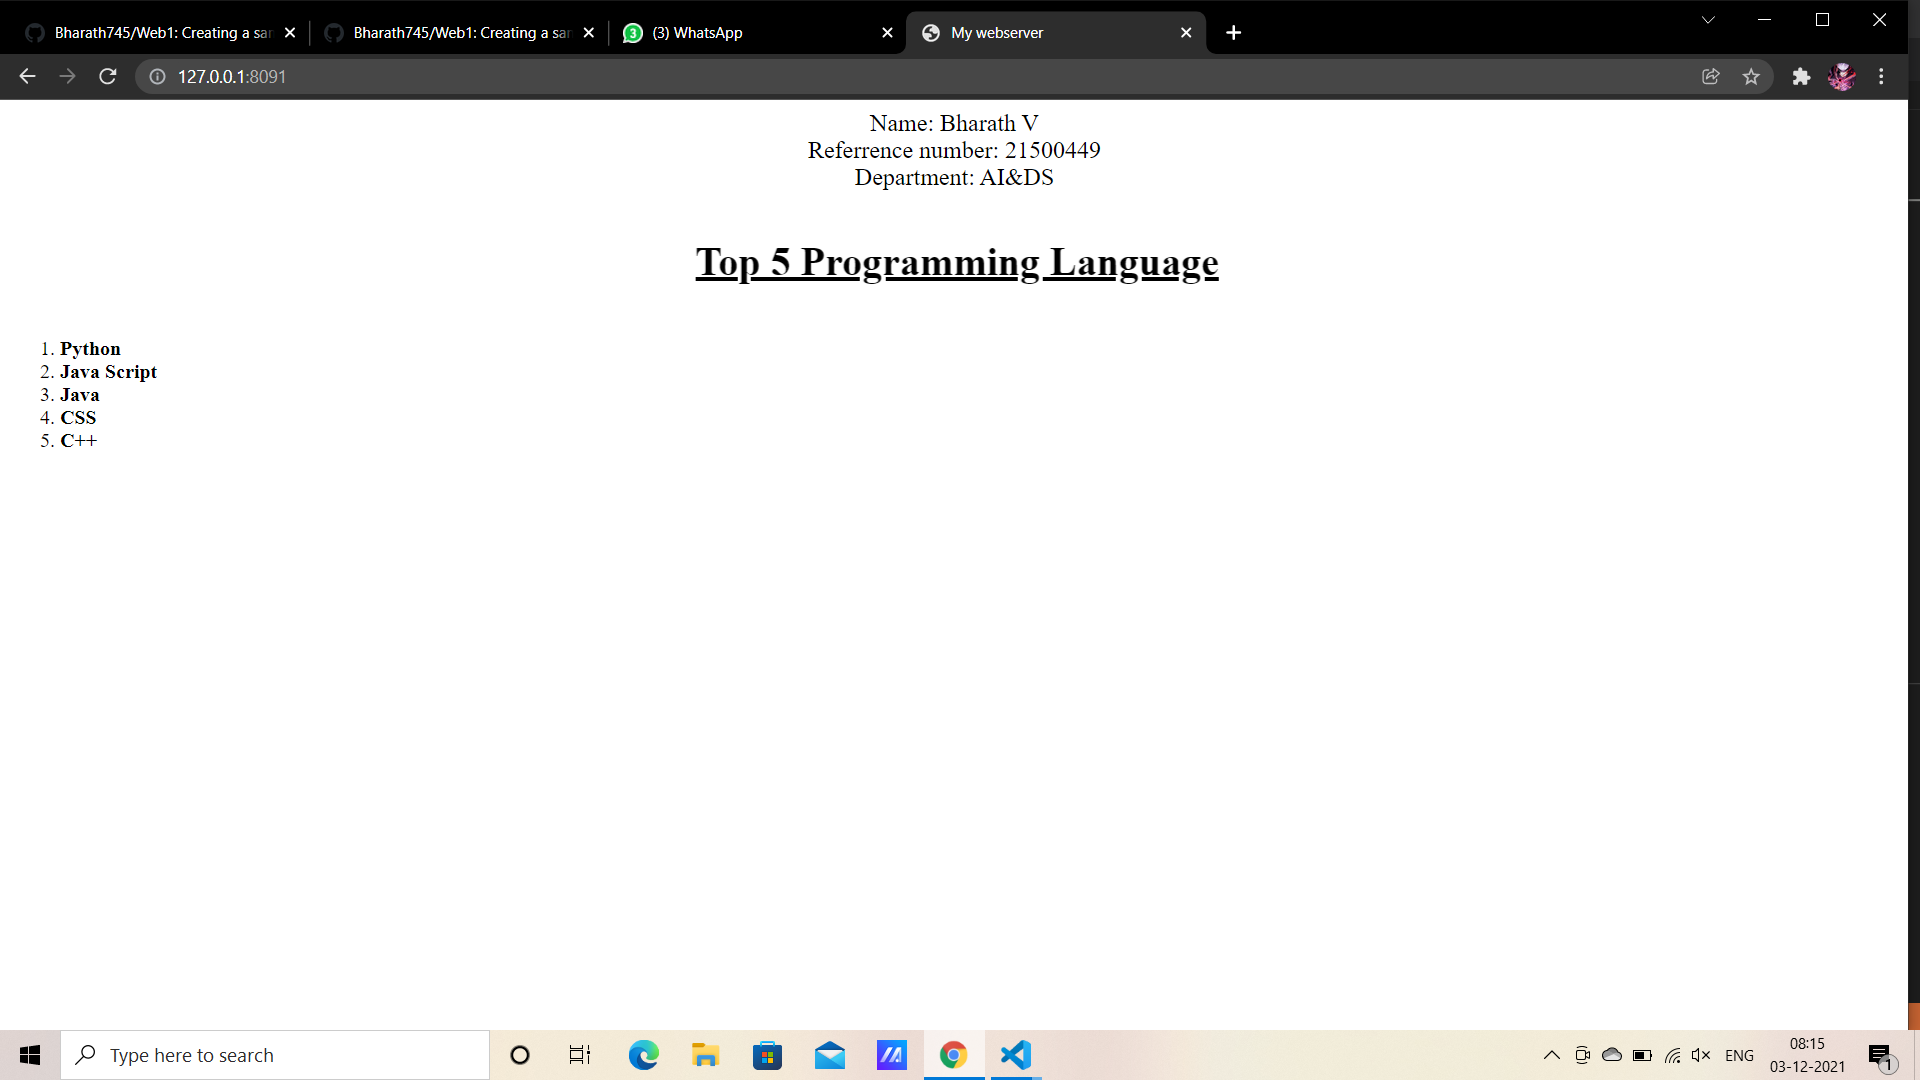 Bharath745/Web1: Creating a sar
Bharath745/Web1: Creating a sar
3
(3) WhatsApp
My webserver
127.0.0.1:8091
Name: Bharath V
Referrence number: 21500449
Department: AI&DS
Top 5 Programming Language
1. Python
2. Java Script
3. Java
4. CSS
5. C++
Type here to search
ENG
08:15
03-12-2021
1